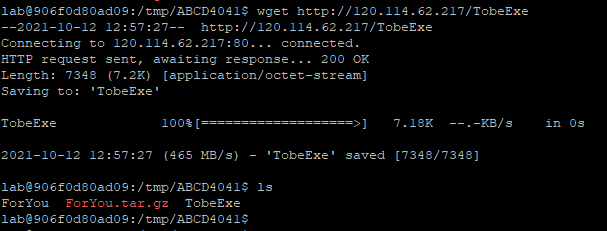 lab@906f0d80ad09:/tmp/ABCD4041$ wget http://120.114.62.217/TobeExe
--2021-10-12 12:57:27--  http://120.114.62.217/TobeExe
Connecting to 120.114.62.217:80... connected.
HTTP request sent, awaiting response... 200 OK
Length: 7348 (7.2K) [application/octet-stream]
Saving to: 'TobeExe'
TobeExe             100%[===================>]   7.18K  --.-KB/s    in 0s
2021-10-12 12:57:27 (465 MB/s) - 'TobeExe' saved [7348/7348]
lab@906f0d80ad09:/tmp/ABCD4041$ ls
ForYou  ForYou.tar.gz  TobeExe
lab@906f0d80ad09:/tmp/ABCD4041$